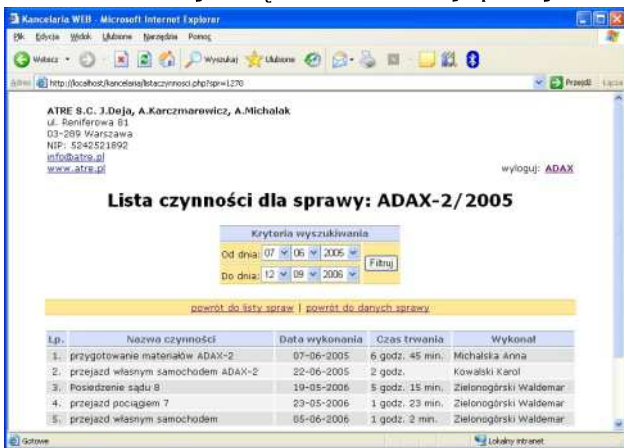 Kancelaria WEB - Microsoft Internet Explorer
Plik Edycja Widok Ulubione Narzędzia Pomoc
Wstecz Wyszukaj Ulubione
Adres http://localhost/kancelaria/listaczynnosci.php?spr=1270 Przejdź Łącza
ATRE S.C. J.Deja, A.Karczmarewicz, A.Michalak
ul. Reniferowa 81
03-289 Warszawa
NIP: 5242521892
info@atre.pl
www.atre.pl wyloguj: ADAX
Lista czynności dla sprawy: ADAX-2/2005
Kryteria wyszukiwania
Od dnia: 07 06 2005
Filtruj
Do dnia: 12 09 2006
powrót do listy spraw | powrót do danych sprawy
Lp. Nazwa czynności Data wykonania Czas trwania Wykonał
1. przygotowanie materiałów ADAX-2 07-06-2005 6 godz. 45 min. Michalska Anna
2. przejazd własnym samochodem ADAX-2 22-06-2005 2 godz. Kowalski Karol
3. Posiedzenie sądu 8 19-05-2006 5 godz. 15 min. Zielonogórski Waldemar
4. przejazd pociągiem 7 23-05-2006 1 godz. 23 min. Zielonogórski Waldemar
5. przejazd własnym samochodem 05-06-2006 1 godz. 2 min. Zielonogórski Waldemar
Gotowe Lokalny intranet